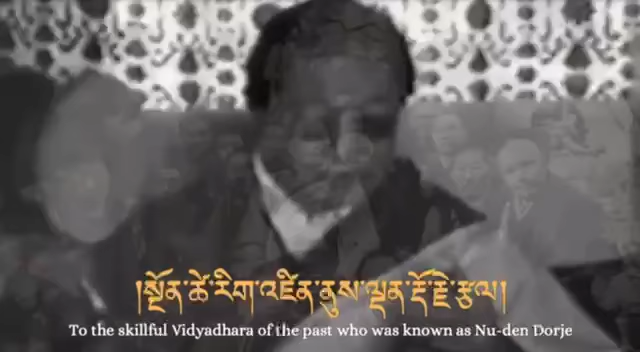 །སྔོན་ཚེ་རིག་འཛིན་ནུས་ལྡན་རྡོ་རྗེ་རྩལ།
To the skillful Vidyadhara of the past who was known as Nu-den Dorje